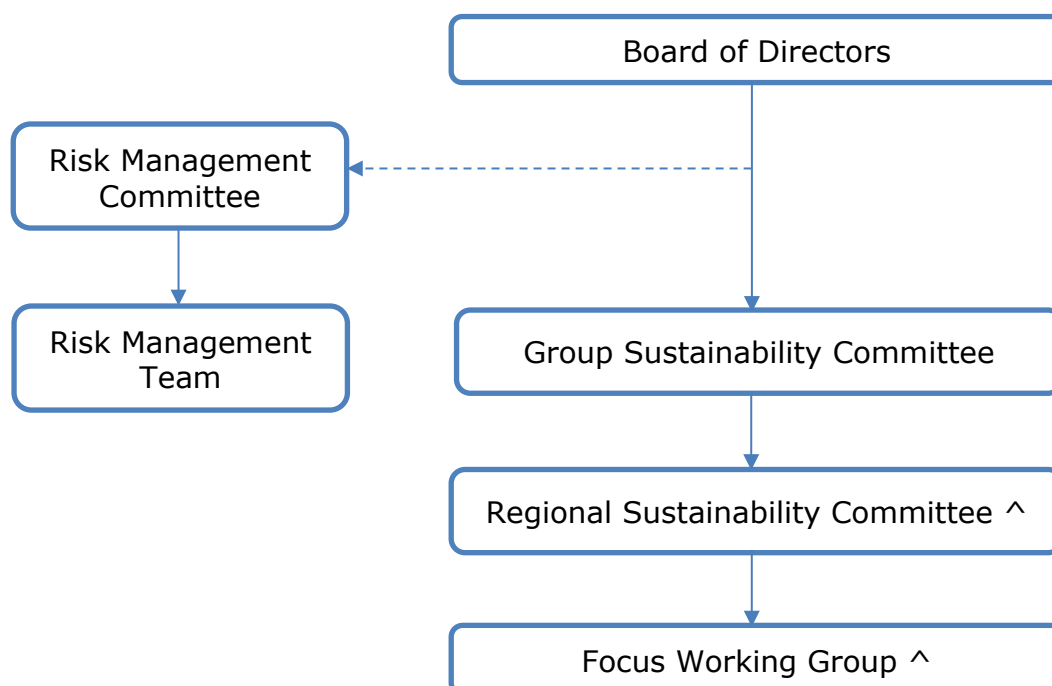 Board of Directors
Risk Management
Committee
Risk Management
Team
Group Sustainability Committee
Regional Sustainability Committee ^
Focus Working Group ^